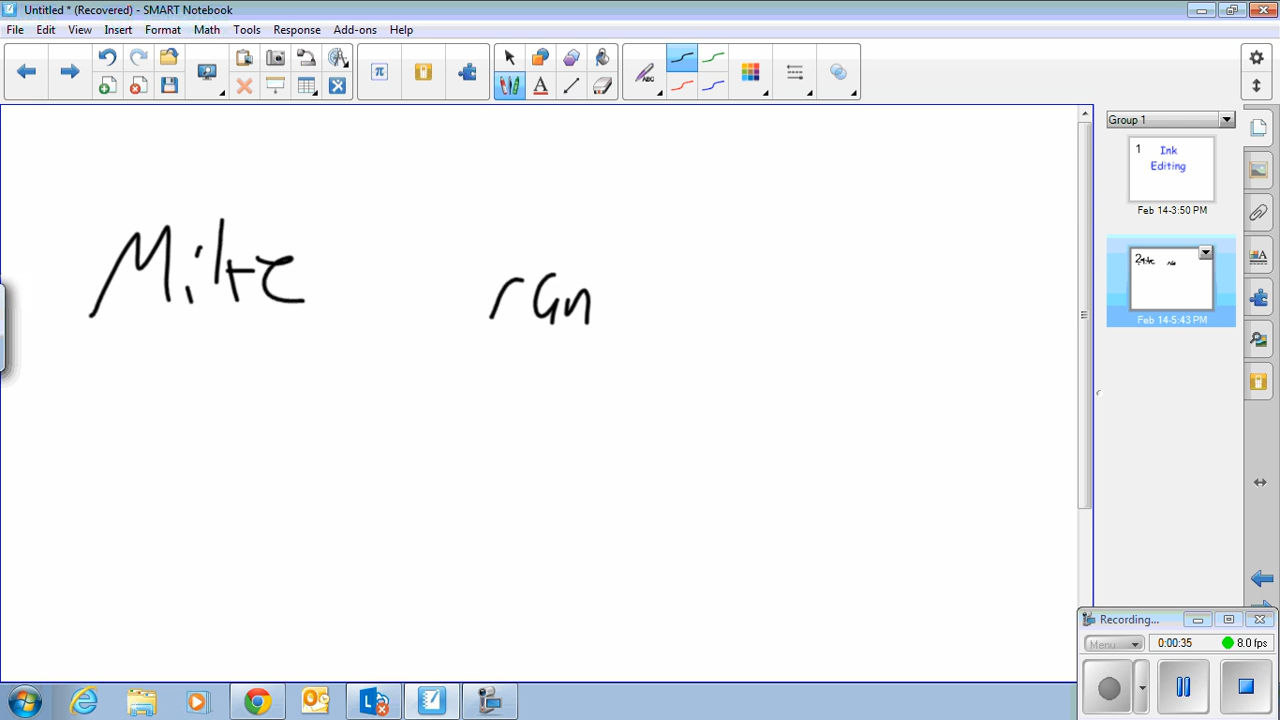 Untitled * (Recovered) - SMART Notebook
File Edit View Insert Format Math Tools Response Add-ons Help
Group 1
1 Ink
Editing
Feb 14-3:50 PM
2
Feb 14-5:43 PM
Mike ran
Recording...
Menu 0:00:35 8.0 fps